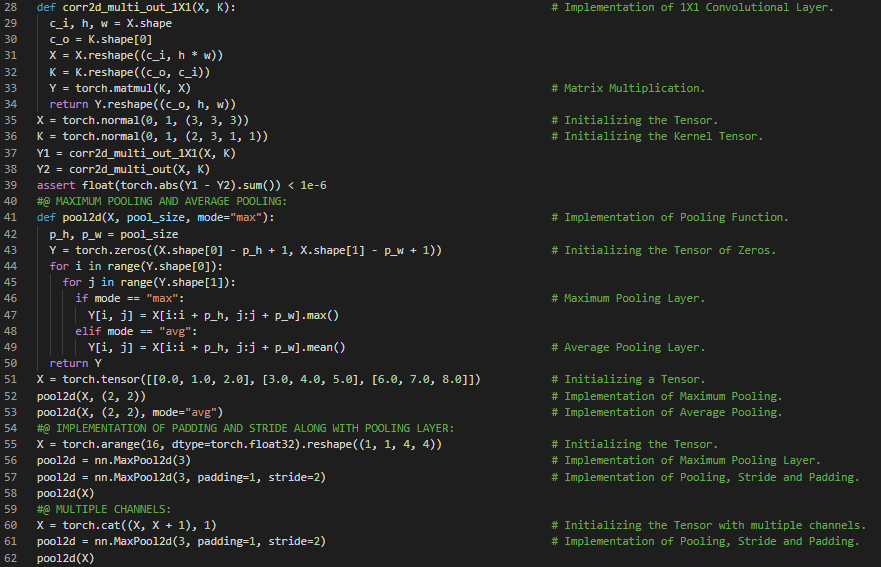 28 def corr2d_multi_out_1X1(X, K): # Implementation of 1X1 Convolutional Layer.
29 c_i, h, w = X.shape
30 c_o = K.shape[0]
31 X = X.reshape((c_i, h * w))
32 K = K.reshape((c_o, c_i))
33 Y = torch.matmul(K, X) # Matrix Multiplication.
34 return Y.reshape((c_o, h, w))
35 X = torch.normal(0, 1, (3, 3, 3)) # Initializing the Tensor.
36 K = torch.normal(0, 1, (2, 3, 1, 1)) # Initializing the Kernel Tensor.
37 Y1 = corr2d_multi_out_1X1(X, K)
38 Y2 = corr2d_multi_out(X, K)
39 assert float(torch.abs(Y1 - Y2).sum()) < 1e-6
40 #@ MAXIMUM POOLING AND AVERAGE POOLING:
41 def pool2d(X, pool_size, mode="max"): # Implementation of Pooling Function.
42 p_h, p_w = pool_size
43 Y = torch.zeros((X.shape[0] - p_h + 1, X.shape[1] - p_w + 1)) # Initializing the Tensor of Zeros.
44 for i in range(Y.shape[0]):
45 for j in range(Y.shape[1]):
46 if mode == "max": # Maximum Pooling Layer.
47 Y[i, j] = X[i:i + p_h, j:j + p_w].max()
48 elif mode == "avg":
49 Y[i, j] = X[i:i + p_h, j:j + p_w].mean() # Average Pooling Layer.
50 return Y
51 X = torch.tensor([[0.0, 1.0, 2.0], [3.0, 4.0, 5.0], [6.0, 7.0, 8.0]]) # Initializing a Tensor.
52 pool2d(X, (2, 2)) # Implementation of Maximum Pooling.
53 pool2d(X, (2, 2), mode="avg") # Implementation of Average Pooling.
54 #@ IMPLEMENTATION OF PADDING AND STRIDE ALONG WITH POOLING LAYER:
55 X = torch.arange(16, dtype=torch.float32).reshape((1, 1, 4, 4)) # Initializing the Tensor.
56 pool2d = nn.MaxPool2d(3) # Implementation of Maximum Pooling Layer.
57 pool2d = nn.MaxPool2d(3, padding=1, stride=2) # Implementation of Pooling, Stride and Padding.
58 pool2d(X)
59 #@ MULTIPLE CHANNELS:
60 X = torch.cat((X, X + 1), 1) # Initializing the Tensor with multiple channels.
61 pool2d = nn.MaxPool2d(3, padding=1, stride=2) # Implementation of Pooling, Stride and Padding.
62 pool2d(X)